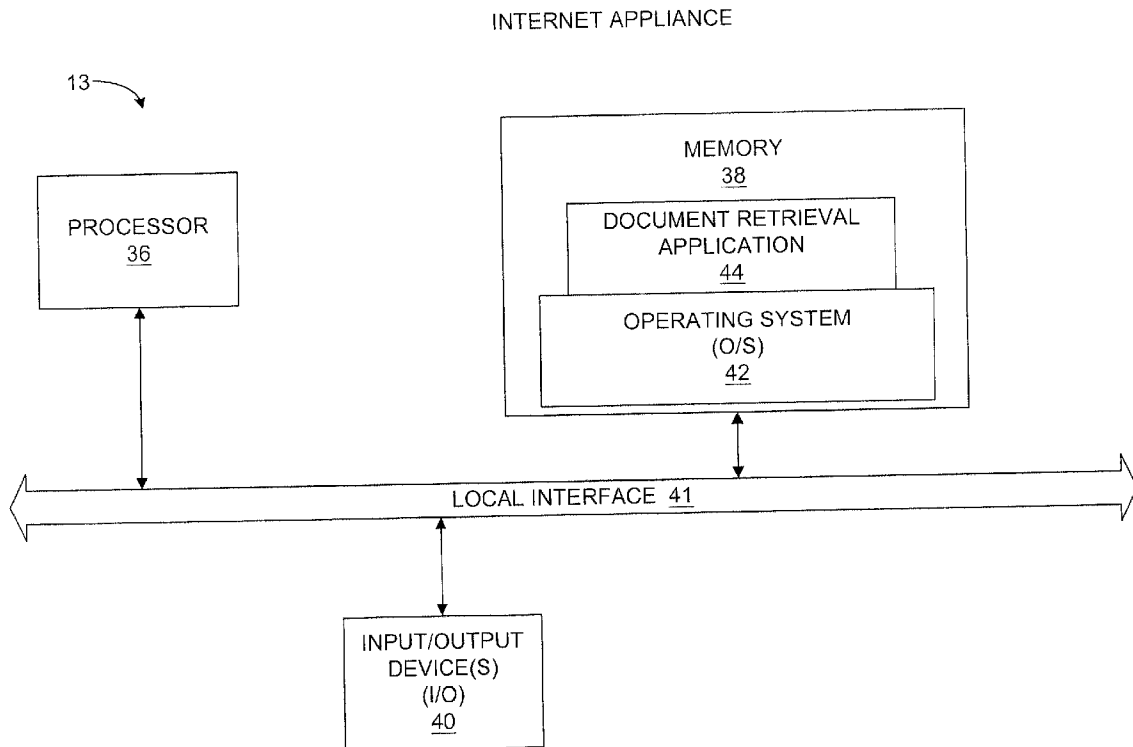 INTERNET APPLIANCE
13
MEMORY
38
PROCESSOR
36
DOCUMENT RETRIEVAL
APPLICATION
44
OPERATING SYSTEM
(O/S)
42
LOCAL INTERFACE 41
INPUT/OUTPUT
DEVICE(S)
(I/O)
40